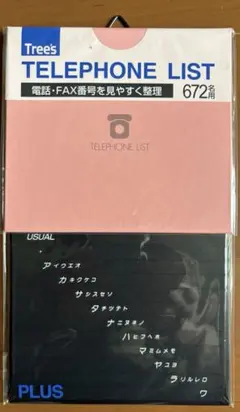 Tree's
TELEPHONE LIST
電話・FAX番号を見やすく整理 672名用
TELEPHONE LIST
USUAL
アイウエオ
カキクケコ
サシスセソ
タチツテト
ナニヌネノ
ハヒフヘホ
マミムメモ
ヤユヨ
ラリルレロ
ワ
PLUS